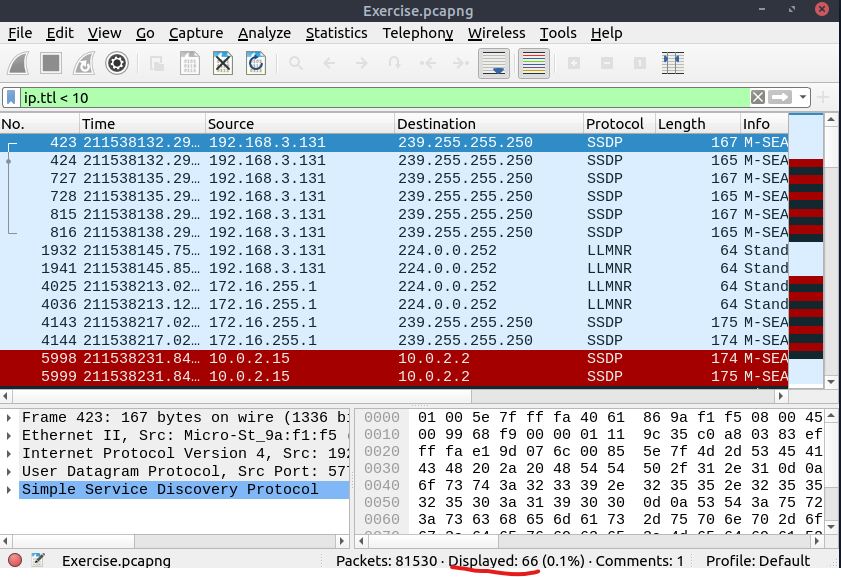 Exercise.pcapng
File Edit View Go Capture Analyze Statistics Telephony Wireless Tools Help
ip.ttl < 10
No. Time Source Destination Protocol Length Info
423 211538132.29… 192.168.3.131 239.255.255.250 SSDP 167 M-SEA
424 211538132.29… 192.168.3.131 239.255.255.250 SSDP 165 M-SEA
727 211538135.29… 192.168.3.131 239.255.255.250 SSDP 167 M-SEA
728 211538135.29… 192.168.3.131 239.255.255.250 SSDP 165 M-SEA
815 211538138.29… 192.168.3.131 239.255.255.250 SSDP 167 M-SEA
816 211538138.29… 192.168.3.131 239.255.255.250 SSDP 165 M-SEA
1932 211538145.75… 192.168.3.131 224.0.0.252 LLMNR 64 Stand
1941 211538145.85… 192.168.3.131 224.0.0.252 LLMNR 64 Stand
4025 211538213.02… 172.16.255.1 224.0.0.252 LLMNR 64 Stand
4036 211538213.12… 172.16.255.1 224.0.0.252 LLMNR 64 Stand
4143 211538217.02… 172.16.255.1 239.255.255.250 SSDP 175 M-SEA
4144 211538217.02… 172.16.255.1 239.255.255.250 SSDP 174 M-SEA
5998 211538231.84… 10.0.2.15 10.0.2.2 SSDP 174 M-SEA
5999 211538231.84… 10.0.2.15 10.0.2.2 SSDP 175 M-SEA
Frame 423: 167 bytes on wire (1336 bi
Ethernet II, Src: Micro-St_9a:f1:f5
Internet Protocol Version 4, Src: 192
User Datagram Protocol, Src Port: 577
Simple Service Discovery Protocol
0000 01 00 5e 7f ff fa 40 61 86 9a f1 f5 08 00 45
0010 00 99 68 f9 00 00 01 11 9c 35 c0 a8 03 83 ef
0020 ff fa e1 9d 07 6c 00 85 5e 7f 4d 2d 53 45 41
0030 43 48 20 2a 20 48 54 54 50 2f 31 2e 31 0d 0a
0040 6f 73 74 3a 32 33 39 2e 32 35 35 2e 32 35 35
0050 32 35 30 3a 31 39 30 30 0d 0a 53 54 3a 75 72
0060 3a 73 63 68 65 6d 61 73 2d 75 70 6e 70 2d 6f
Exercise.pcapng Packets: 81530 · Displayed: 66 (0.1%) · Comments: 1 Profile: Default